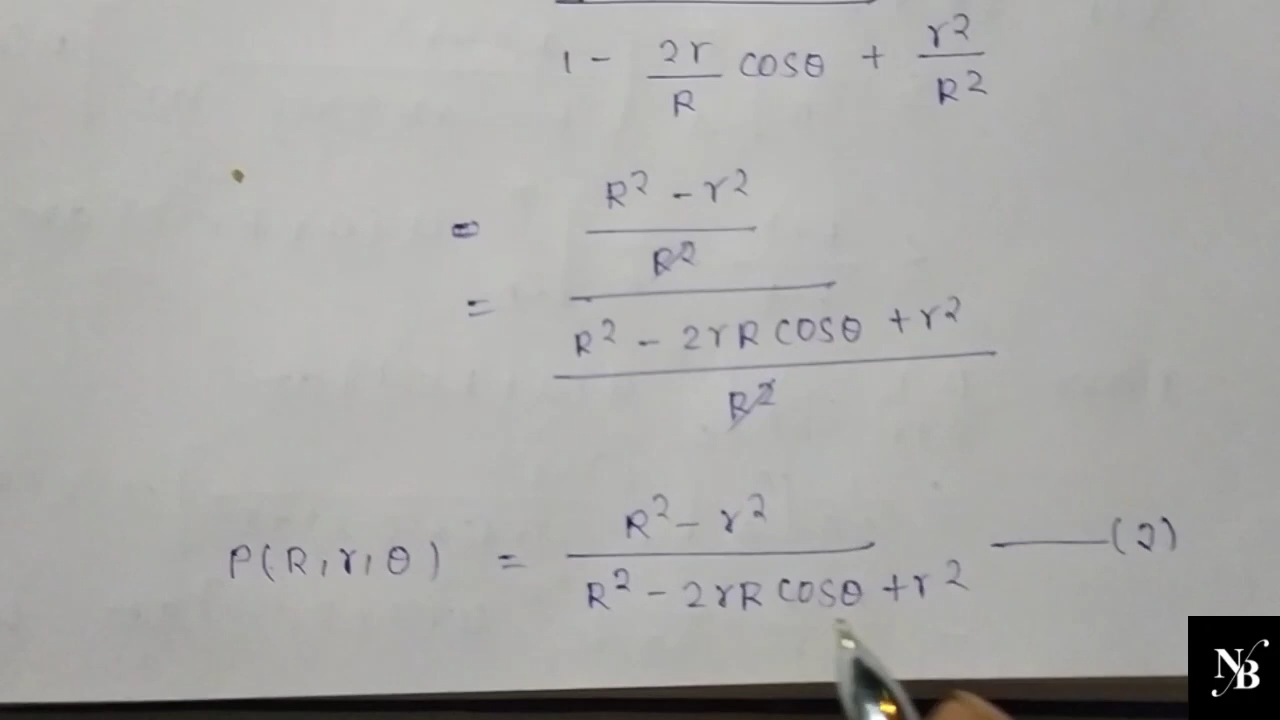 1 - 2r/R cosθ + r²/R²
= R² - r²
R²
= R² - 2rR cosθ + r²
R²
P(R,r,θ) = R² - r² / R² - 2rR cosθ + r² —— (2)
NB